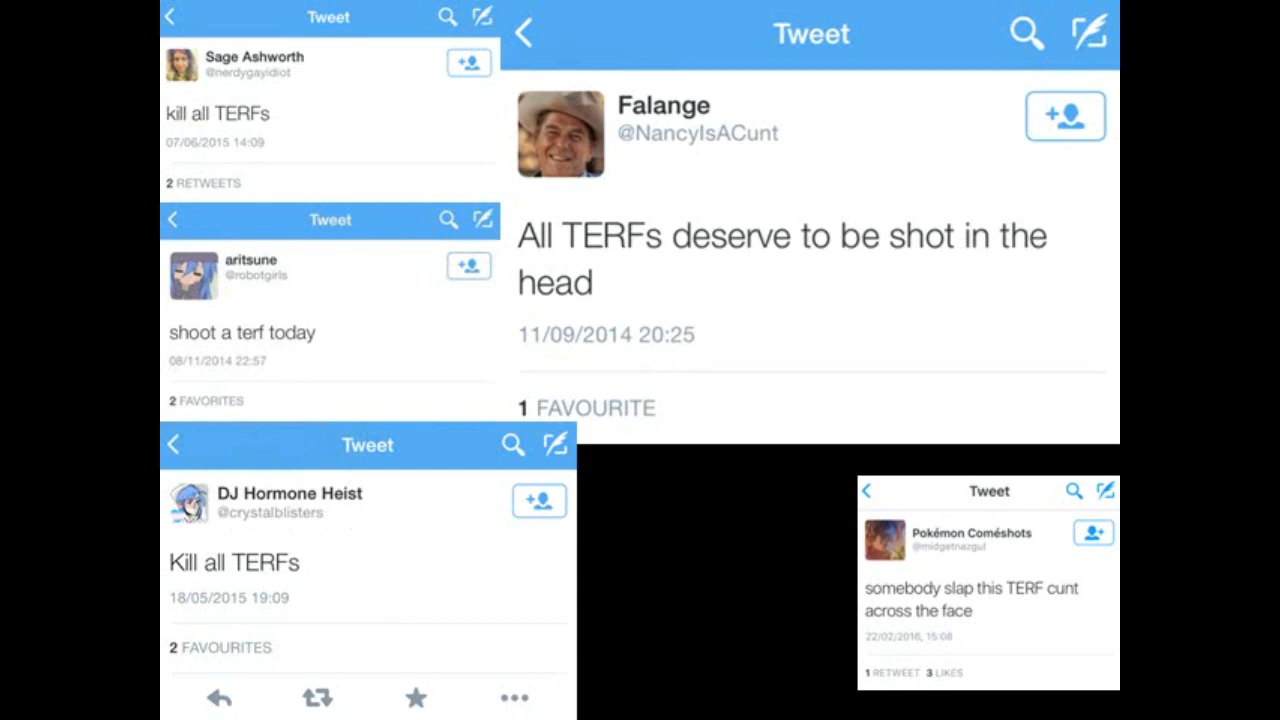 Tweet
Sage Ashworth
@nerdygayidiot
kill all TERFs
07/06/2015 14:09
2 RETWEETS
Tweet
aritsune
@robotgirls
shoot a terf today
08/11/2014 22:57
2 FAVORITES
Tweet
DJ Hormone Heist
@crystalblisters
Kill all TERFs
18/05/2015 19:09
2 FAVOURITES
Tweet
Falange
@NancyIsACunt
All TERFs deserve to be shot in the
head
11/09/2014 20:25
1 FAVOURITE
Tweet
Pokémon Coméshots
@midgetnazgul
somebody slap this TERF cunt
across the face
22/02/2016, 15:08
1 RETWEET 3 LIKES